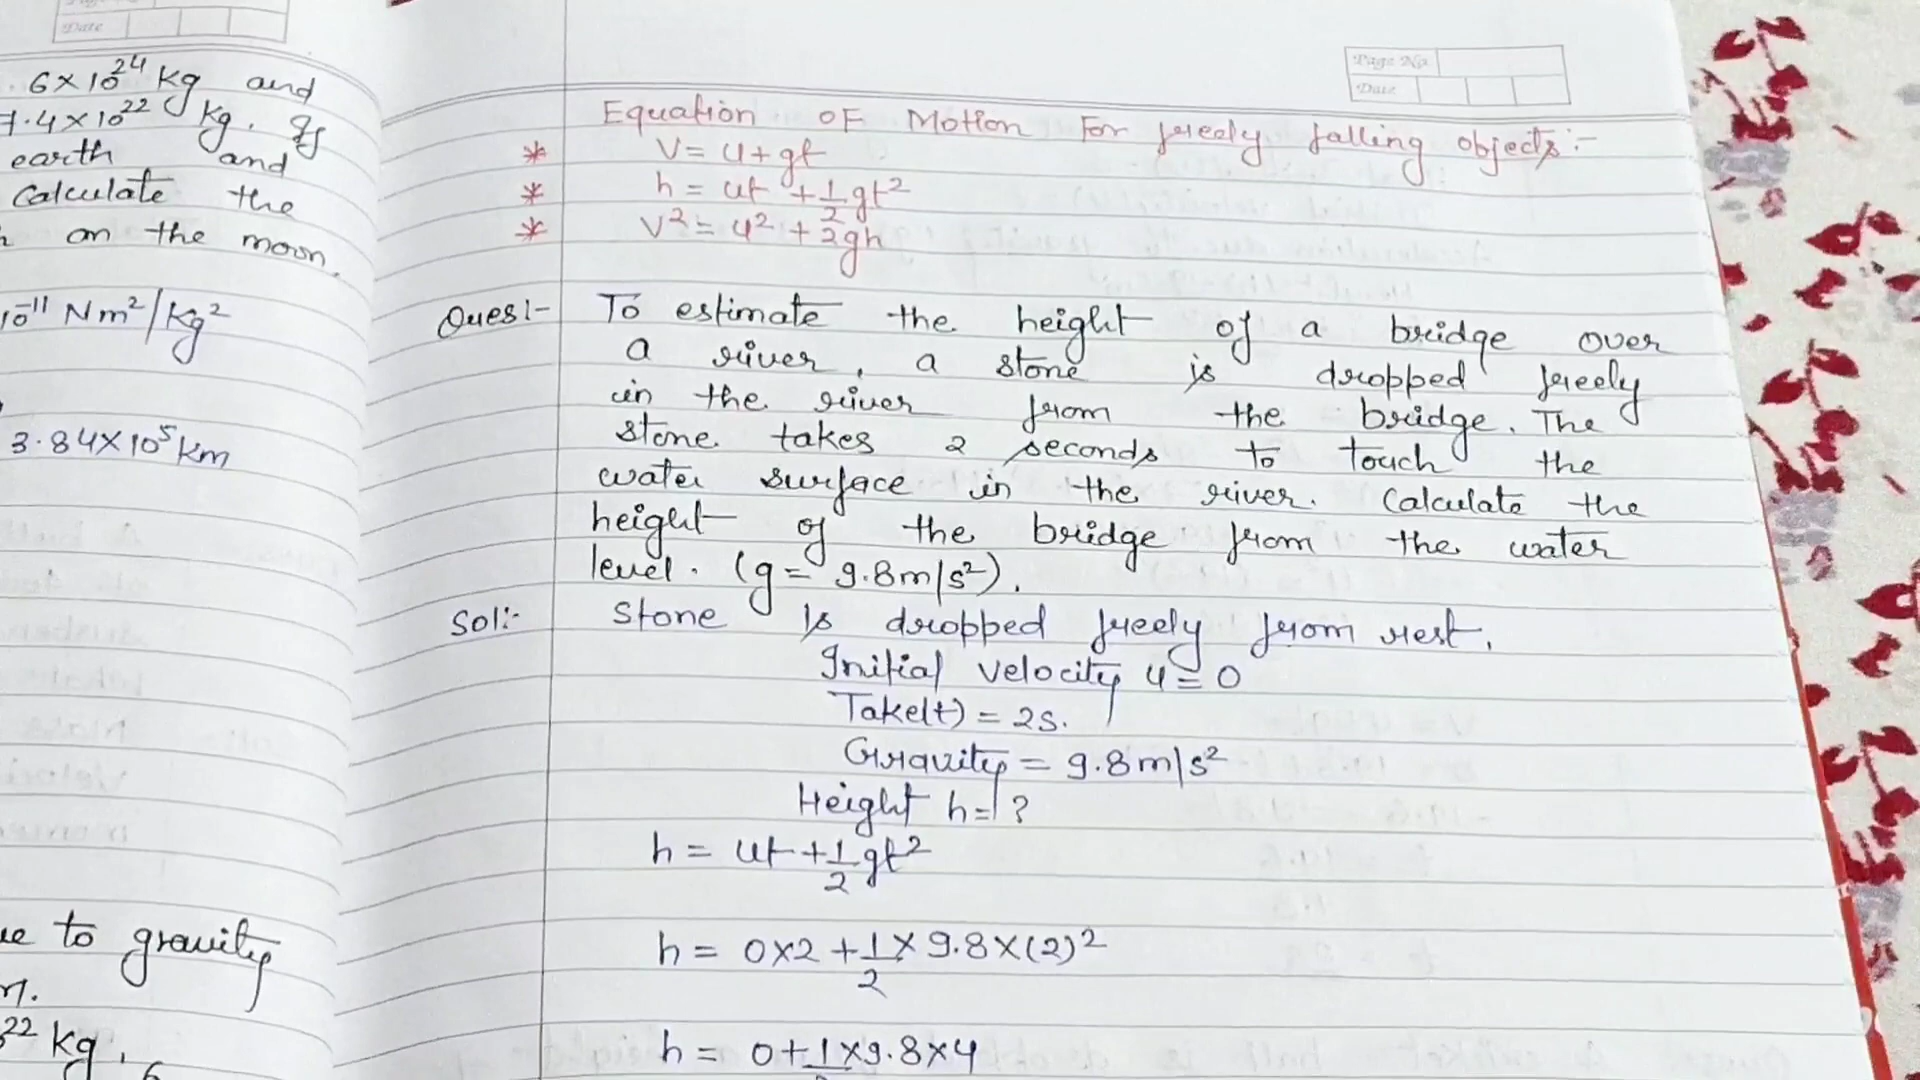 Date
6×10²⁴ Kg and
7.4×10²² Kg. If
earth and
Calculate the
on the moon.
10⁻¹¹ Nm²/Kg²
3.84×10⁵ Km
to gravity
22 kg.
Page No.
Date
Equation OF Motion For freely falling objects:-
* V = u+gt
* h = ut + 1/2 gt²
* V² = u² + 2gh
Ques1- To estimate the height of a bridge over
a river, a stone is dropped freely
in the river from the bridge. The
stone takes 2 seconds to touch the
water surface in the river. Calculate the
height of the bridge from the water
level. (g = 9.8m/s²).
Sol:- Stone is dropped freely from rest.
Initial velocity u = 0
Take(t) = 2s.
Gravity = 9.8m/s²
Height h = ?
h = ut + 1/2 gt²
h = 0×2 + 1/2 × 9.8×(2)²
h = 0+1×9.8×4